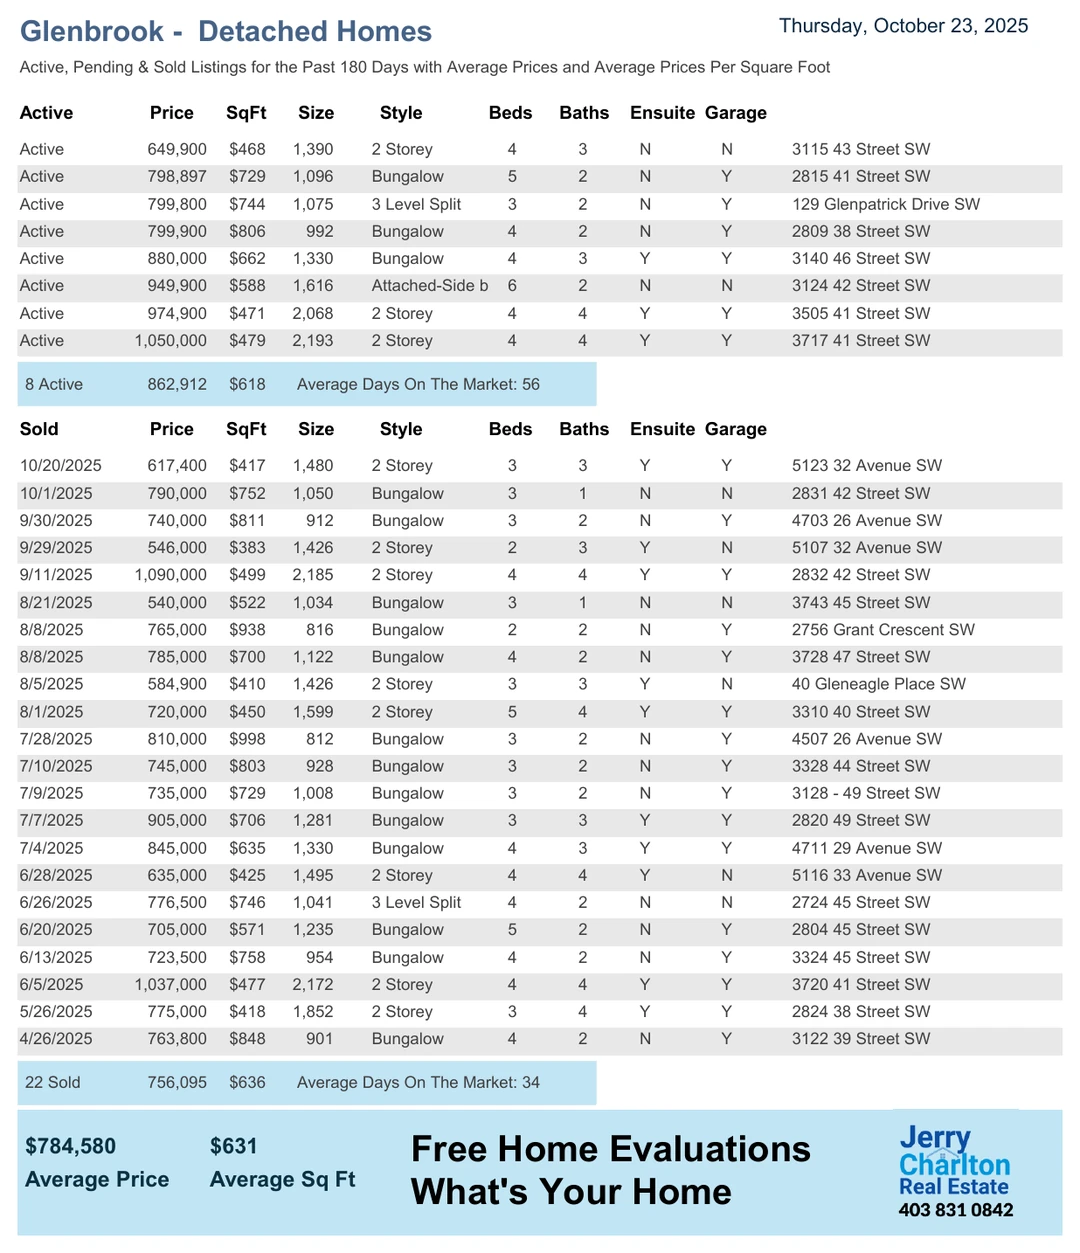 Glenbrook -  Detached Homes
Thursday, October 23, 2025
Active, Pending & Sold Listings for the Past 180 Days with Average Prices and Average Prices Per Square Foot
Active Price SqFt Size Style Beds Baths Ensuite Garage
Active 649,900 $468 1,390 2 Storey 4 3 N N 3115 43 Street SW
Active 798,897 $729 1,096 Bungalow 5 2 N Y 2815 41 Street SW
Active 799,800 $744 1,075 3 Level Split 3 2 N Y 129 Glenpatrick Drive SW
Active 799,900 $806 992 Bungalow 4 2 N Y 2809 38 Street SW
Active 880,000 $662 1,330 Bungalow 4 3 Y Y 3140 46 Street SW
Active 949,900 $588 1,616 Attached-Side b 6 2 N N 3124 42 Street SW
Active 974,900 $471 2,068 2 Storey 4 4 Y Y 3505 41 Street SW
Active 1,050,000 $479 2,193 2 Storey 4 4 Y Y 3717 41 Street SW
8 Active 862,912 $618 Average Days On The Market: 56
Sold Price SqFt Size Style Beds Baths Ensuite Garage
10/20/2025 617,400 $417 1,480 2 Storey 3 3 Y Y 5123 32 Avenue SW
10/1/2025 790,000 $752 1,050 Bungalow 3 1 N N 2831 42 Street SW
9/30/2025 740,000 $811 912 Bungalow 3 2 N Y 4703 26 Avenue SW
9/29/2025 546,000 $383 1,426 2 Storey 2 3 Y N 5107 32 Avenue SW
9/11/2025 1,090,000 $499 2,185 2 Storey 4 4 Y Y 2832 42 Street SW
8/21/2025 540,000 $522 1,034 Bungalow 3 1 N N 3743 45 Street SW
8/8/2025 765,000 $938 816 Bungalow 2 2 N Y 2756 Grant Crescent SW
8/8/2025 785,000 $700 1,122 Bungalow 4 2 N Y 3728 47 Street SW
8/5/2025 584,900 $410 1,426 2 Storey 3 3 Y N 40 Gleneagle Place SW
8/1/2025 720,000 $450 1,599 2 Storey 5 4 Y Y 3310 40 Street SW
7/28/2025 810,000 $998 812 Bungalow 3 2 N Y 4507 26 Avenue SW
7/10/2025 745,000 $803 928 Bungalow 3 2 N Y 3328 44 Street SW
7/9/2025 735,000 $729 1,008 Bungalow 3 2 N Y 3128 - 49 Street SW
7/7/2025 905,000 $706 1,281 Bungalow 3 3 Y Y 2820 49 Street SW
7/4/2025 845,000 $635 1,330 Bungalow 4 3 Y Y 4711 29 Avenue SW
6/28/2025 635,000 $425 1,495 2 Storey 4 4 Y N 5116 33 Avenue SW
6/26/2025 776,500 $746 1,041 3 Level Split 4 2 N N 2724 45 Street SW
6/20/2025 705,000 $571 1,235 Bungalow 5 2 N Y 2804 45 Street SW
6/13/2025 723,500 $758 954 Bungalow 4 2 N Y 3324 45 Street SW
6/5/2025 1,037,000 $477 2,172 2 Storey 4 4 Y Y 3720 41 Street SW
5/26/2025 775,000 $418 1,852 2 Storey 3 4 Y Y 2824 38 Street SW
4/26/2025 763,800 $848 901 Bungalow 4 2 N Y 3122 39 Street SW
22 Sold 756,095 $636 Average Days On The Market: 34
$784,580 $631
Average Price Average Sq Ft
Free Home Evaluations
What's Your Home
Jerry
Charlton
Real Estate
403 831 0842